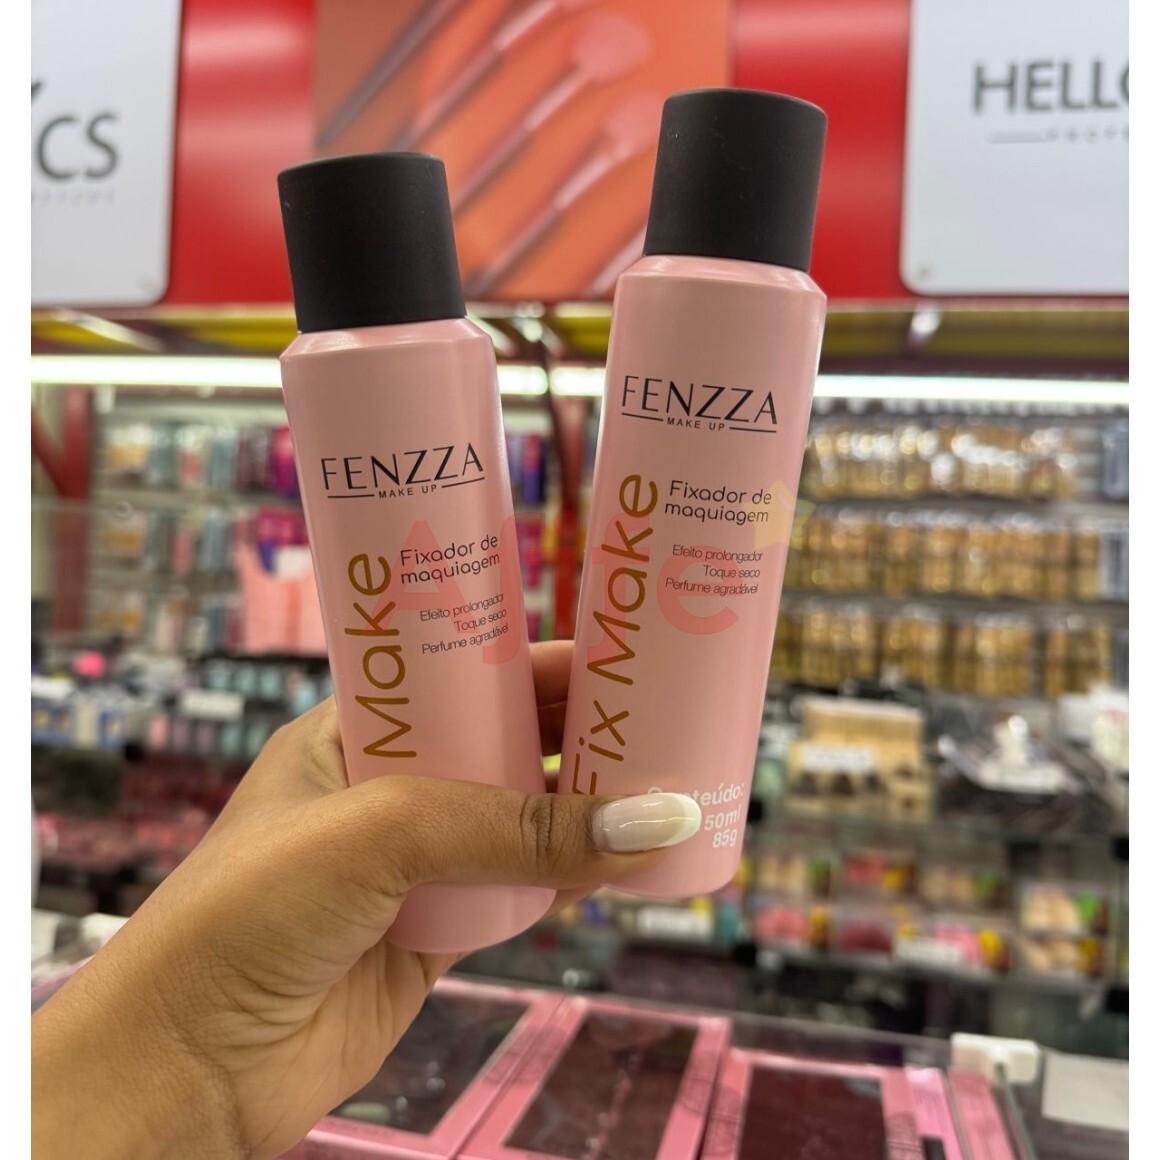 CS
HELLO
FENZZA
MAKE UP
Fixador de
maquiagem
Efeito prolongador
Toque seco
Perfume agradável
Make
FENZZA
MAKE UP
Fixador de
maquiagem
Efeito prolongador
Toque seco
Perfume agradável
Fix Make
50ml
85g